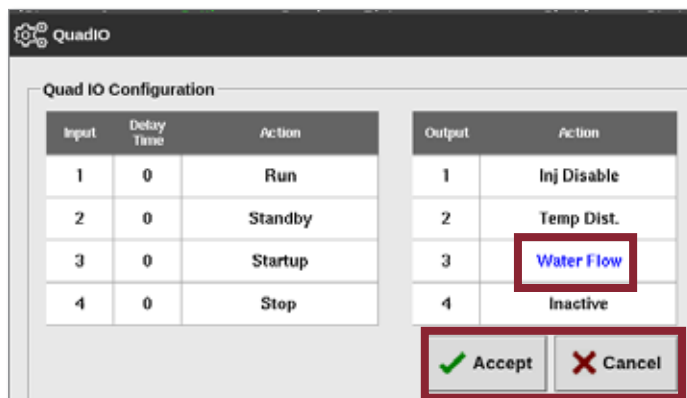 QuadIO
Quad IO Configuration
Input Delay Time Action
1 0 Run
2 0 Standby
3 0 Startup
4 0 Stop
Output Action
1 Inj Disable
2 Temp Dist.
3 Water Flow
4 Inactive
Accept Cancel